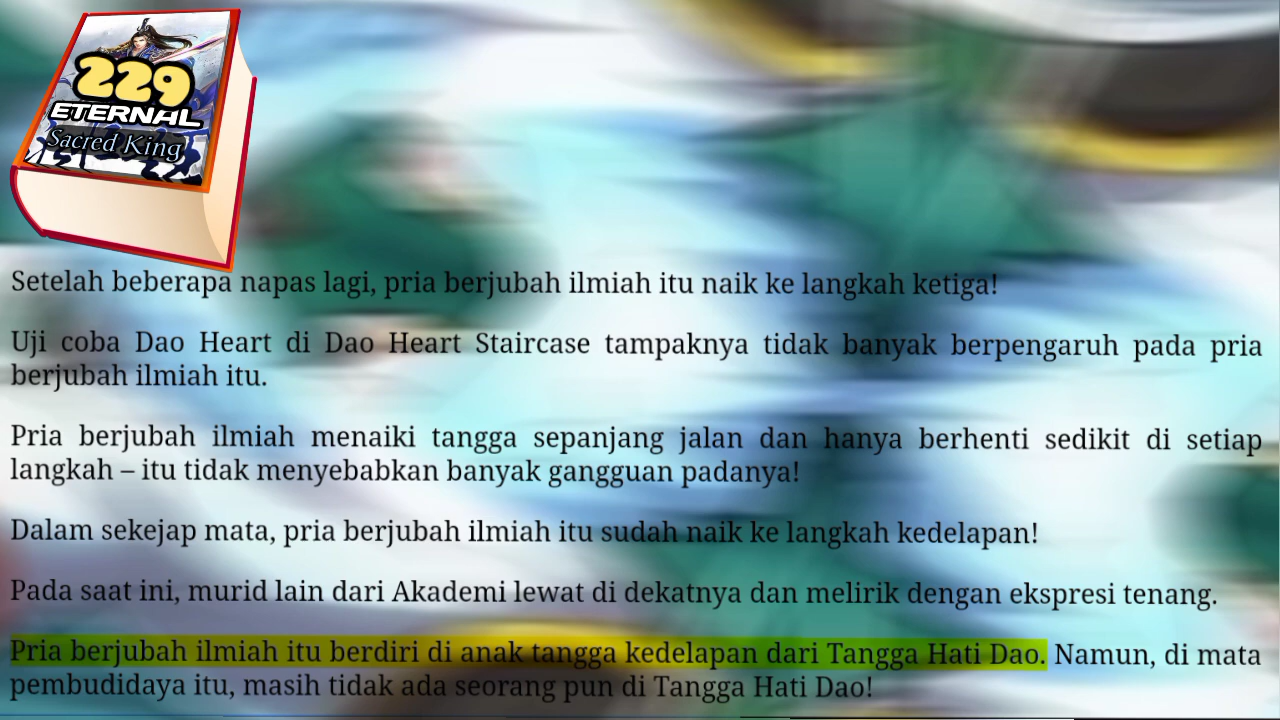 229
ETERNAL
Sacred King
Setelah beberapa napas lagi, pria berjubah ilmiah itu naik ke langkah ketiga!
Uji coba Dao Heart di Dao Heart Staircase tampaknya tidak banyak berpengaruh pada pria
berjubah ilmiah itu.
Pria berjubah ilmiah menaiki tangga sepanjang jalan dan hanya berhenti sedikit di setiap
langkah – itu tidak menyebabkan banyak gangguan padanya!
Dalam sekejap mata, pria berjubah ilmiah itu sudah naik ke langkah kedelapan!
Pada saat ini, murid lain dari Akademi lewat di dekatnya dan melirik dengan ekspresi tenang.
Pria berjubah ilmiah itu berdiri di anak tangga kedelapan dari Tangga Hati Dao. Namun, di mata
pembudidaya itu, masih tidak ada seorang pun di Tangga Hati Dao!